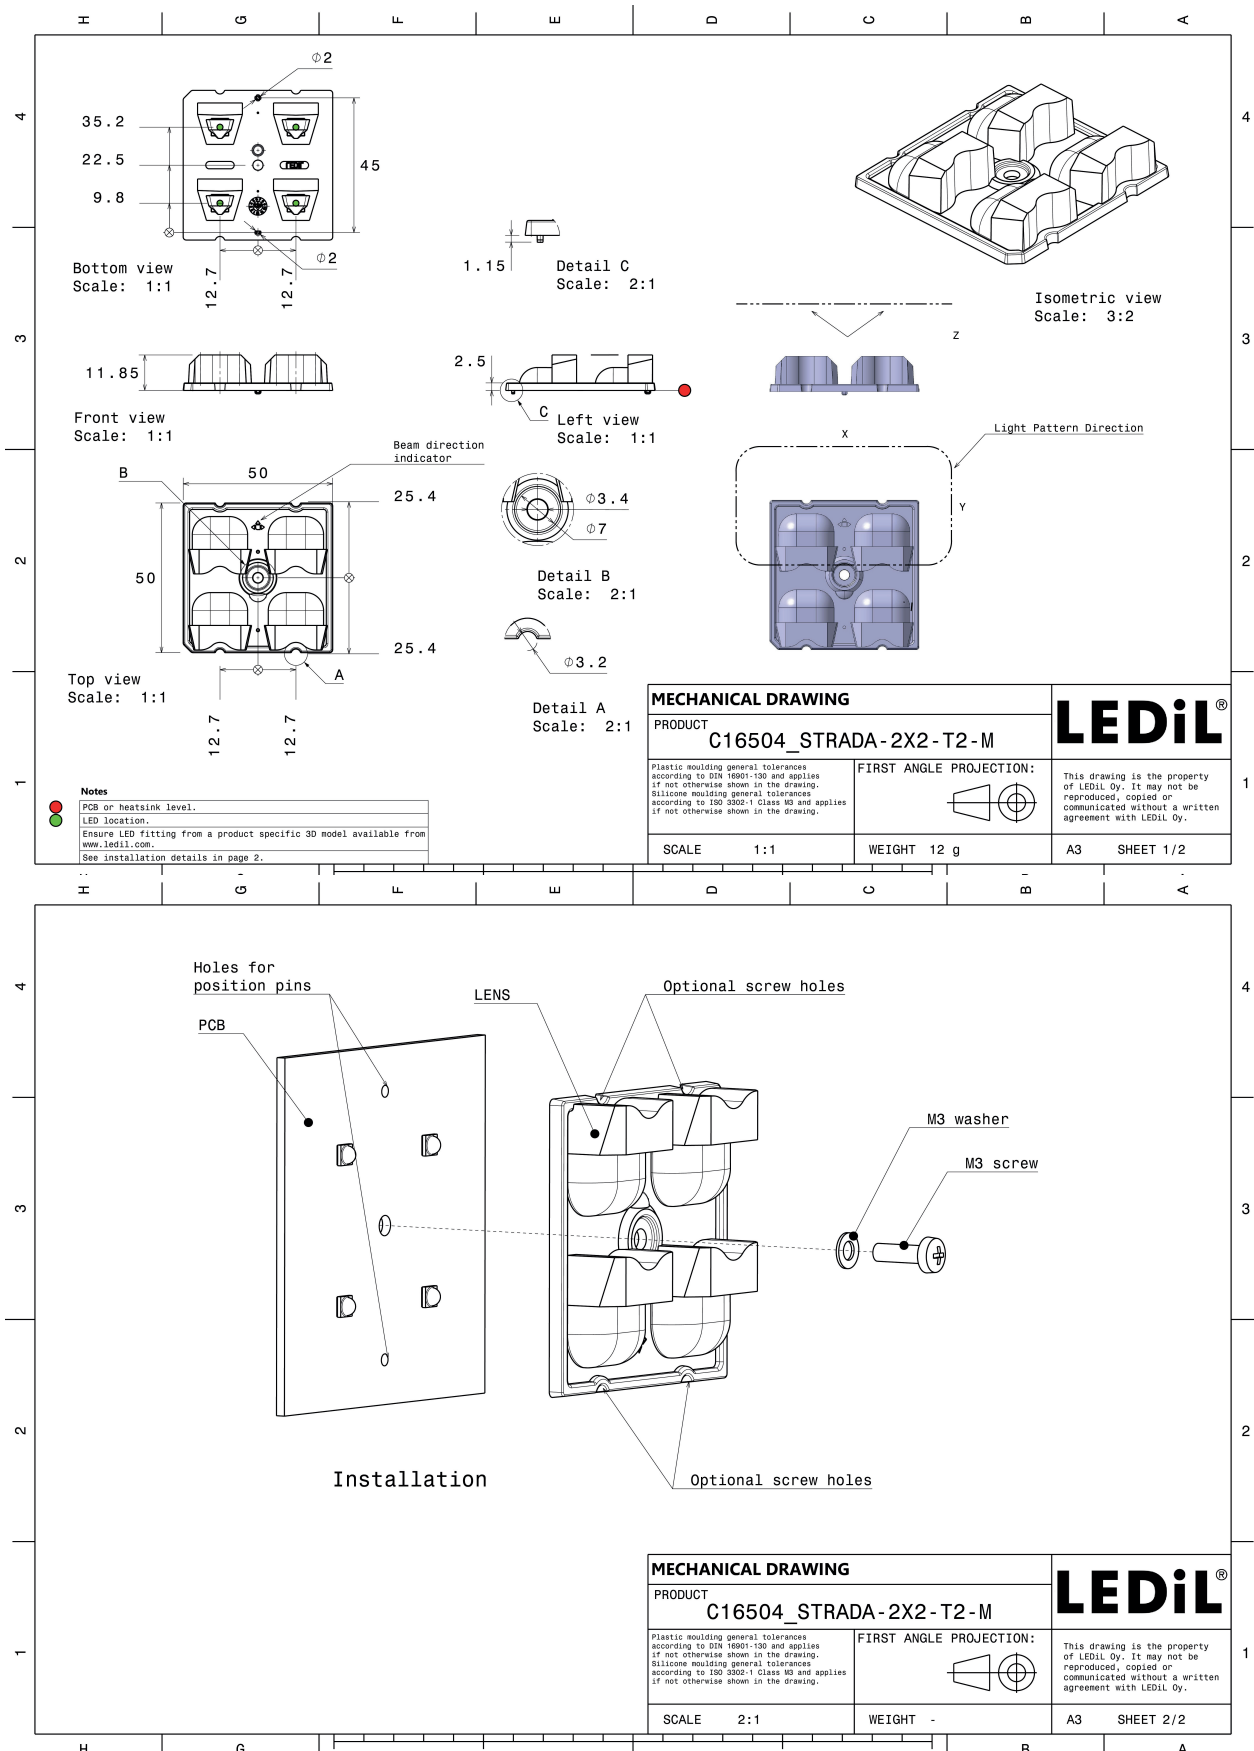 H G F E D C B A
4
4
Ø2
35.2
22.5
9.8
45
Ø2
12.7
12.7
Bottom view
Scale: 1:1
1.15
Detail C
Scale: 2:1
Isometric view
Scale: 3:2
3
3
Z
11.85
Front view
Scale: 1:1
2.5
C
Left view
Scale: 1:1
X
Y
Light Pattern Direction
Beam direction
indicator
B
50
25.4
50
25.4
A
12.7
12.7
Top view
Scale: 1:1
Ø3.4
Ø7
Detail B
Scale: 2:1
2
2
Ø3.2
Detail A
Scale: 2:1
1
1
Notes
PCB or heatsink level.
LED location.
Ensure LED fitting from a product specific 3D model available from
www.ledil.com.
See installation details in page 2.
MECHANICAL DRAWING
PRODUCT
C16504_STRADA-2X2-T2-M
LEDiL®
Plastic moulding general tolerances
according to DIN 16901-130 and applies
if not otherwise shown in the drawing.
Silicone moulding general tolerances
according to ISO 3302-1 Class M3 and applies
if not otherwise shown in the drawing.
FIRST ANGLE PROJECTION:
This drawing is the property
of LEDiL Oy. It may not be
reproduced, copied or
communicated without a written
agreement with LEDiL Oy.
SCALE 1:1
WEIGHT 12 g
A3 SHEET 1/2
H G F E D C B A
4
4
Holes for
position pins
PCB
LENS
Optional screw holes
M3 washer
M3 screw
3
3
2
2
Optional screw holes
Installation
1
1
MECHANICAL DRAWING
PRODUCT
C16504_STRADA-2X2-T2-M
LEDiL®
Plastic moulding general tolerances
according to DIN 16901-130 and applies
if not otherwise shown in the drawing.
Silicone moulding general tolerances
according to ISO 3302-1 Class M3 and applies
if not otherwise shown in the drawing.
FIRST ANGLE PROJECTION:
This drawing is the property
of LEDiL Oy. It may not be
reproduced, copied or
communicated without a written
agreement with LEDiL Oy.
SCALE 2:1
WEIGHT -
A3 SHEET 2/2
H G B A